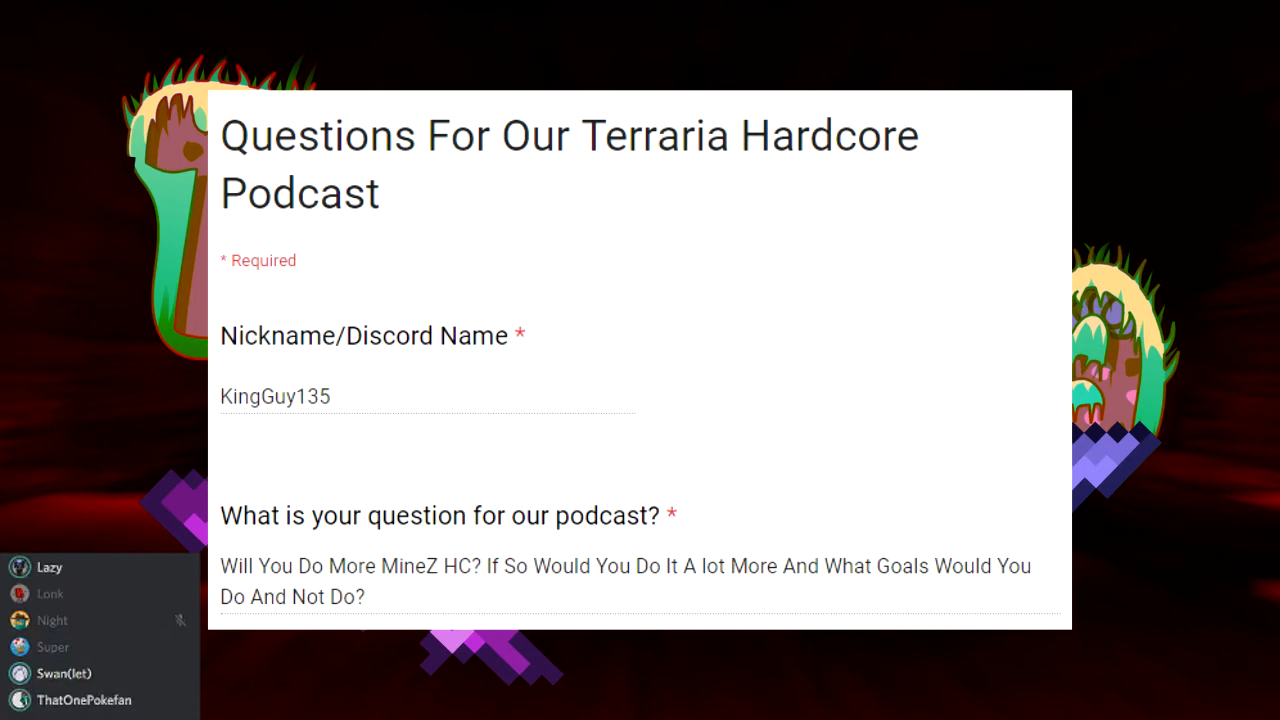 Questions For Our Terraria Hardcore
Podcast
* Required
Nickname/Discord Name *
KingGuy135
What is your question for our podcast? *
Will You Do More MineZ HC? If So Would You Do It A lot More And What Goals Would You
Do And Not Do?
Lazy
Lonk
Night
Super
Swan(let)
ThatOnePokefan